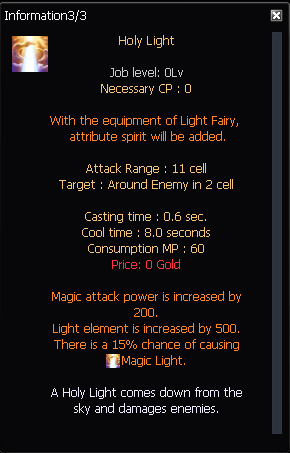 Information3/3
Holy Light
Job level: 0Lv
Necessary CP : 0
With the equipment of Light Fairy,
attribute spirit will be added.
Attack Range : 11 cell
Target : Around Enemy in 2 cell
Casting time : 0.6 sec.
Cool time : 8.0 seconds
Consumption MP : 60
Price: 0 Gold
Magic attack power is increased by
200.
Light element is increased by 500.
There is a 15% chance of causing
Magic Light.
A Holy Light comes down from the
sky and damages enemies.